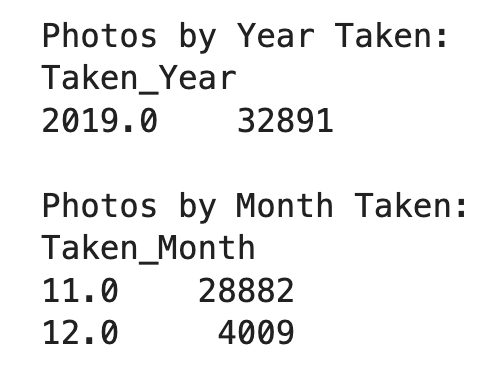 Photos by Year Taken:
Taken_Year
2019.0    32891

Photos by Month Taken:
Taken_Month
11.0    28882
12.0     4009